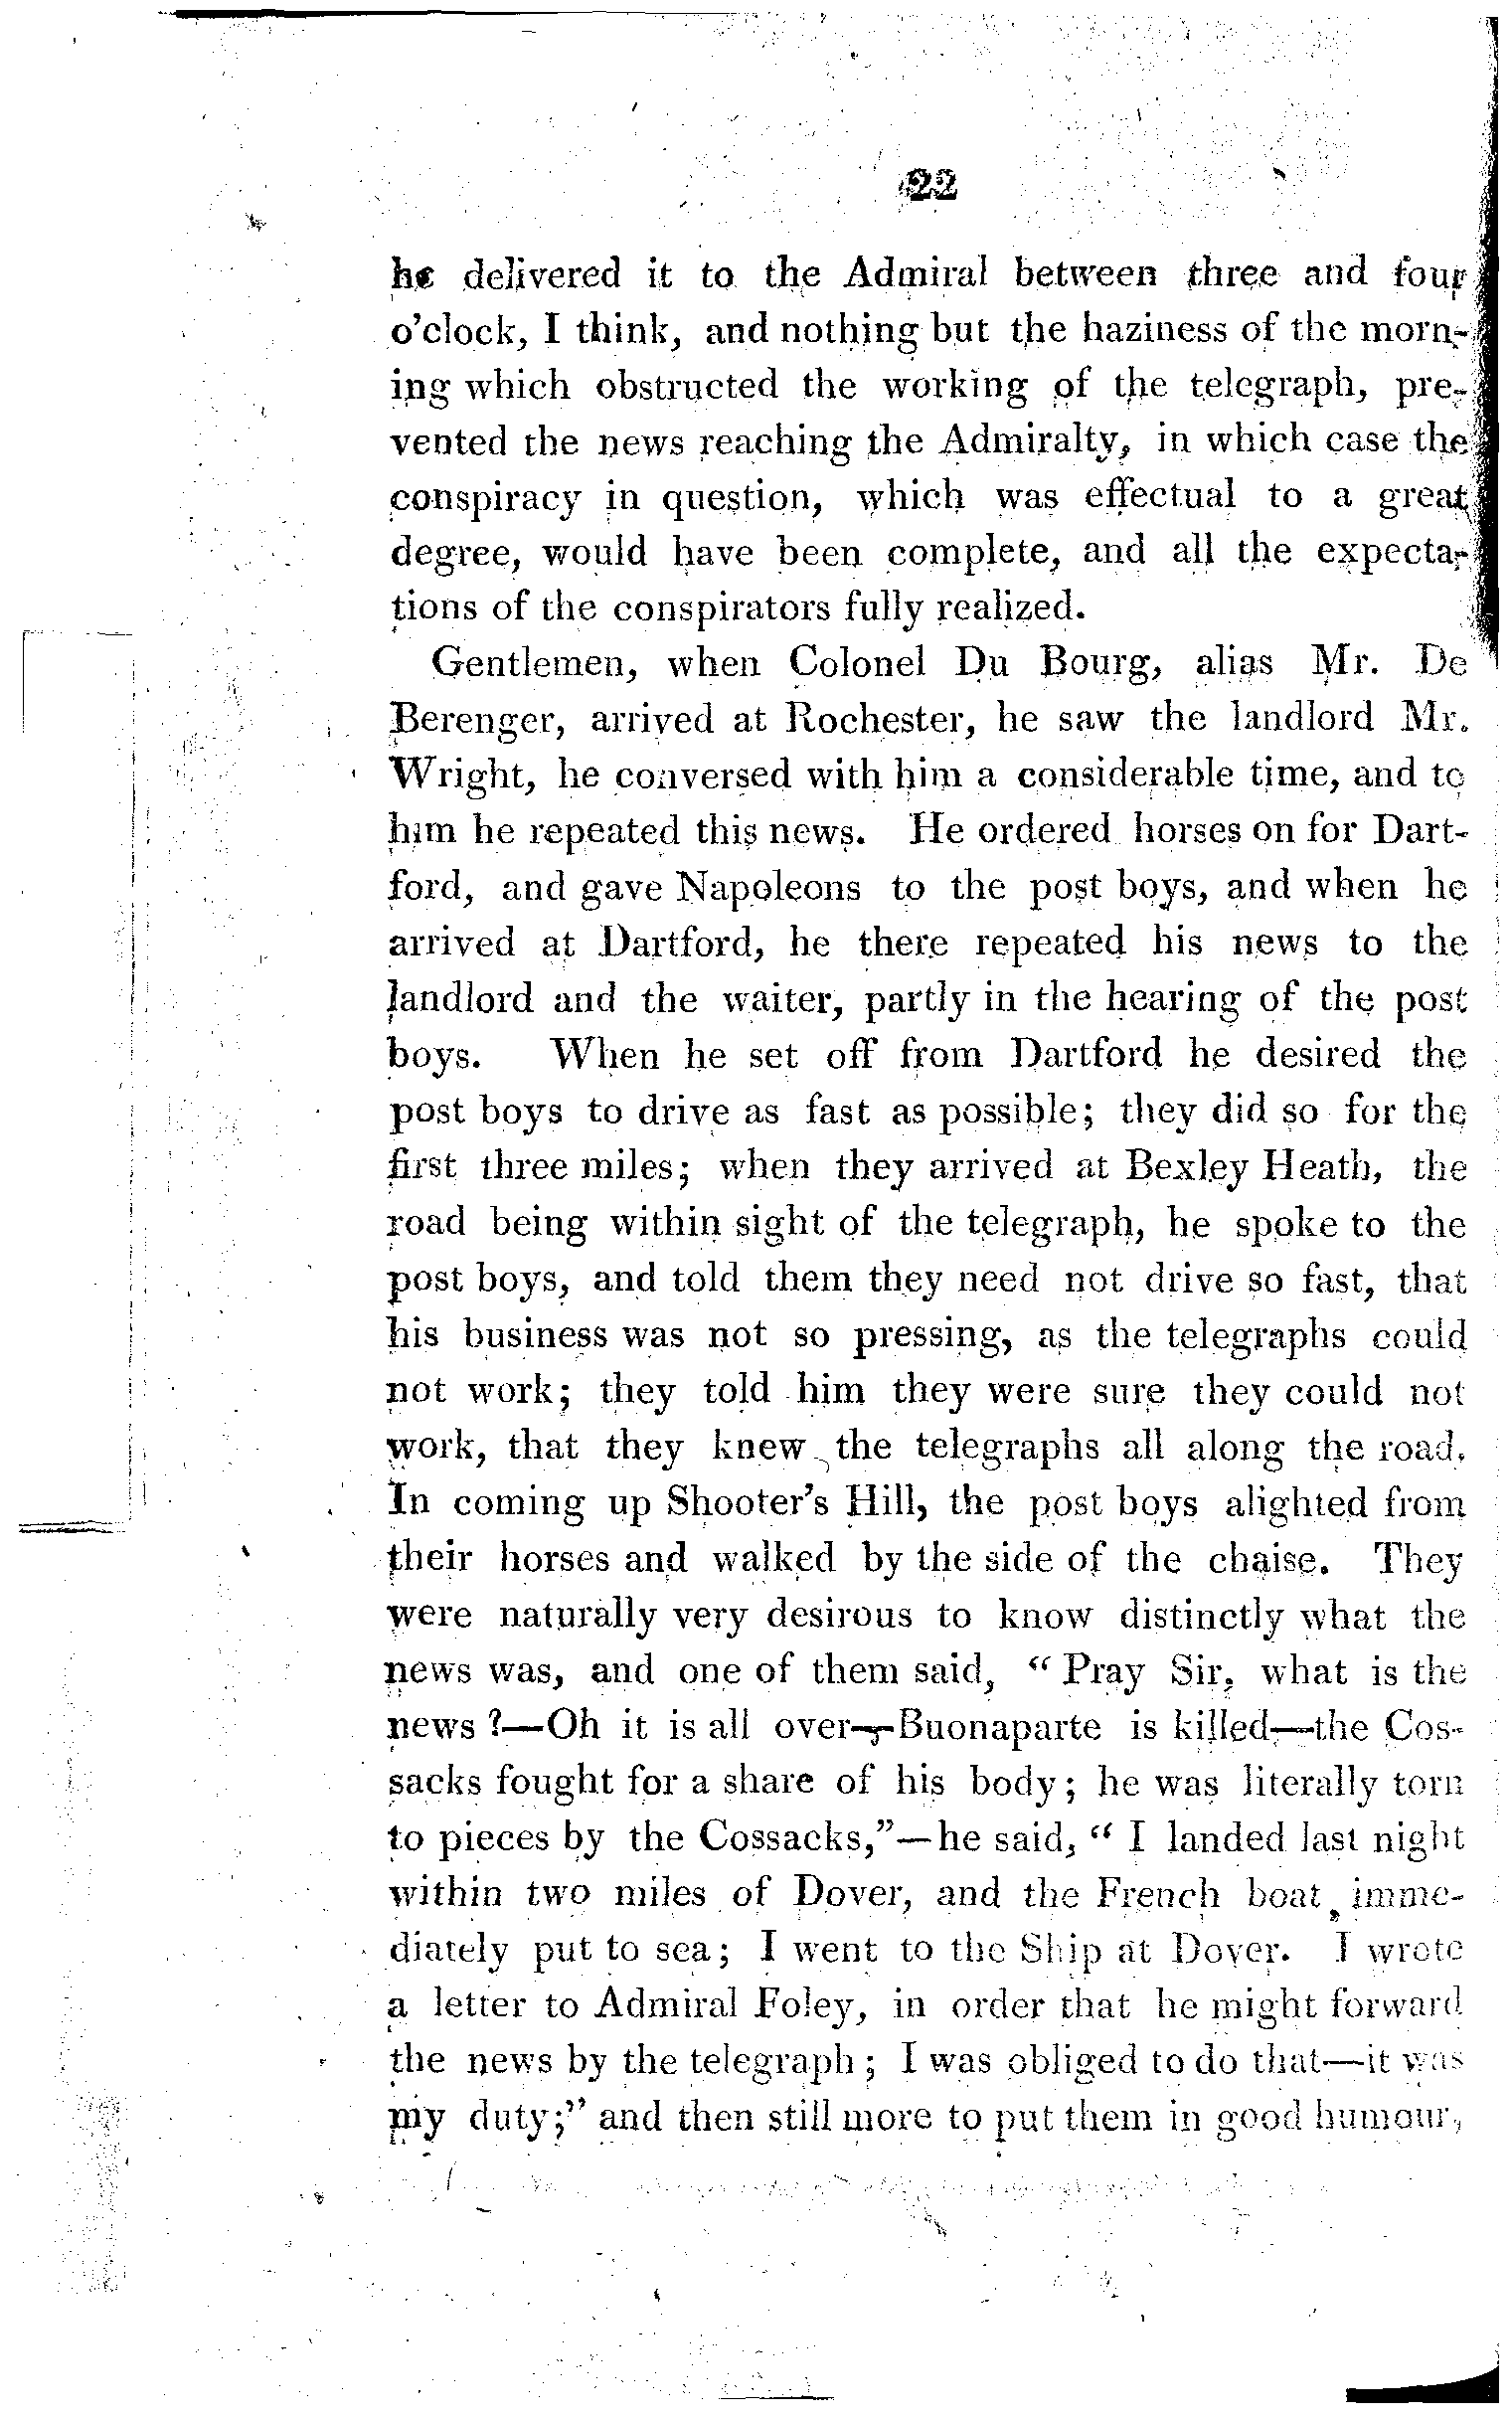 22
he delivered it to the Admiral between three and four
o'clock, I think, and nothing but the haziness of the morn-
ing which obstructed the working of the telegraph, pre-
vented the news reaching the Admiralty, in which case the
conspiracy in question, which was effectual to a great
degree, would have been complete, and all the expecta-
tions of the conspirators fully realized.
Gentlemen, when Colonel Du Bourg, alias Mr. De
Berenger, arrived at Rochester, he saw the landlord Mr.
Wright, he conversed with him a considerable time, and to
him he repeated this news. He ordered horses on for Dart-
ford, and gave Napoleons to the post boys, and when he
arrived at Dartford, he there repeated his news to the
landlord and the waiter, partly in the hearing of the post
boys. When he set off from Dartford he desired the
post boys to drive as fast as possible; they did so for the
first three miles; when they arrived at Bexley Heath, the
road being within sight of the telegraph, he spoke to the
post boys, and told them they need not drive so fast, that
his business was not so pressing, as the telegraphs could
not work; they told him they were sure they could not
work, that they knew the telegraphs all along the road.
In coming up Shooter's Hill, the post boys alighted from
their horses and walked by the side of the chaise. They
were naturally very desirous to know distinctly what the
news was, and one of them said, "Pray Sir, what is the
news?—Oh it is all over—Buonaparte is killed—the Cos-
sacks fought for a share of his body; he was literally torn
to pieces by the Cossacks,"—he said, "I landed last night
within two miles of Dover, and the French boat imme-
diately put to sea; I went to the Ship at Dover. I wrote
a letter to Admiral Foley, in order that he might forward
the news by the telegraph; I was obliged to do that—it was
my duty;" and then still more to put them in good humour,